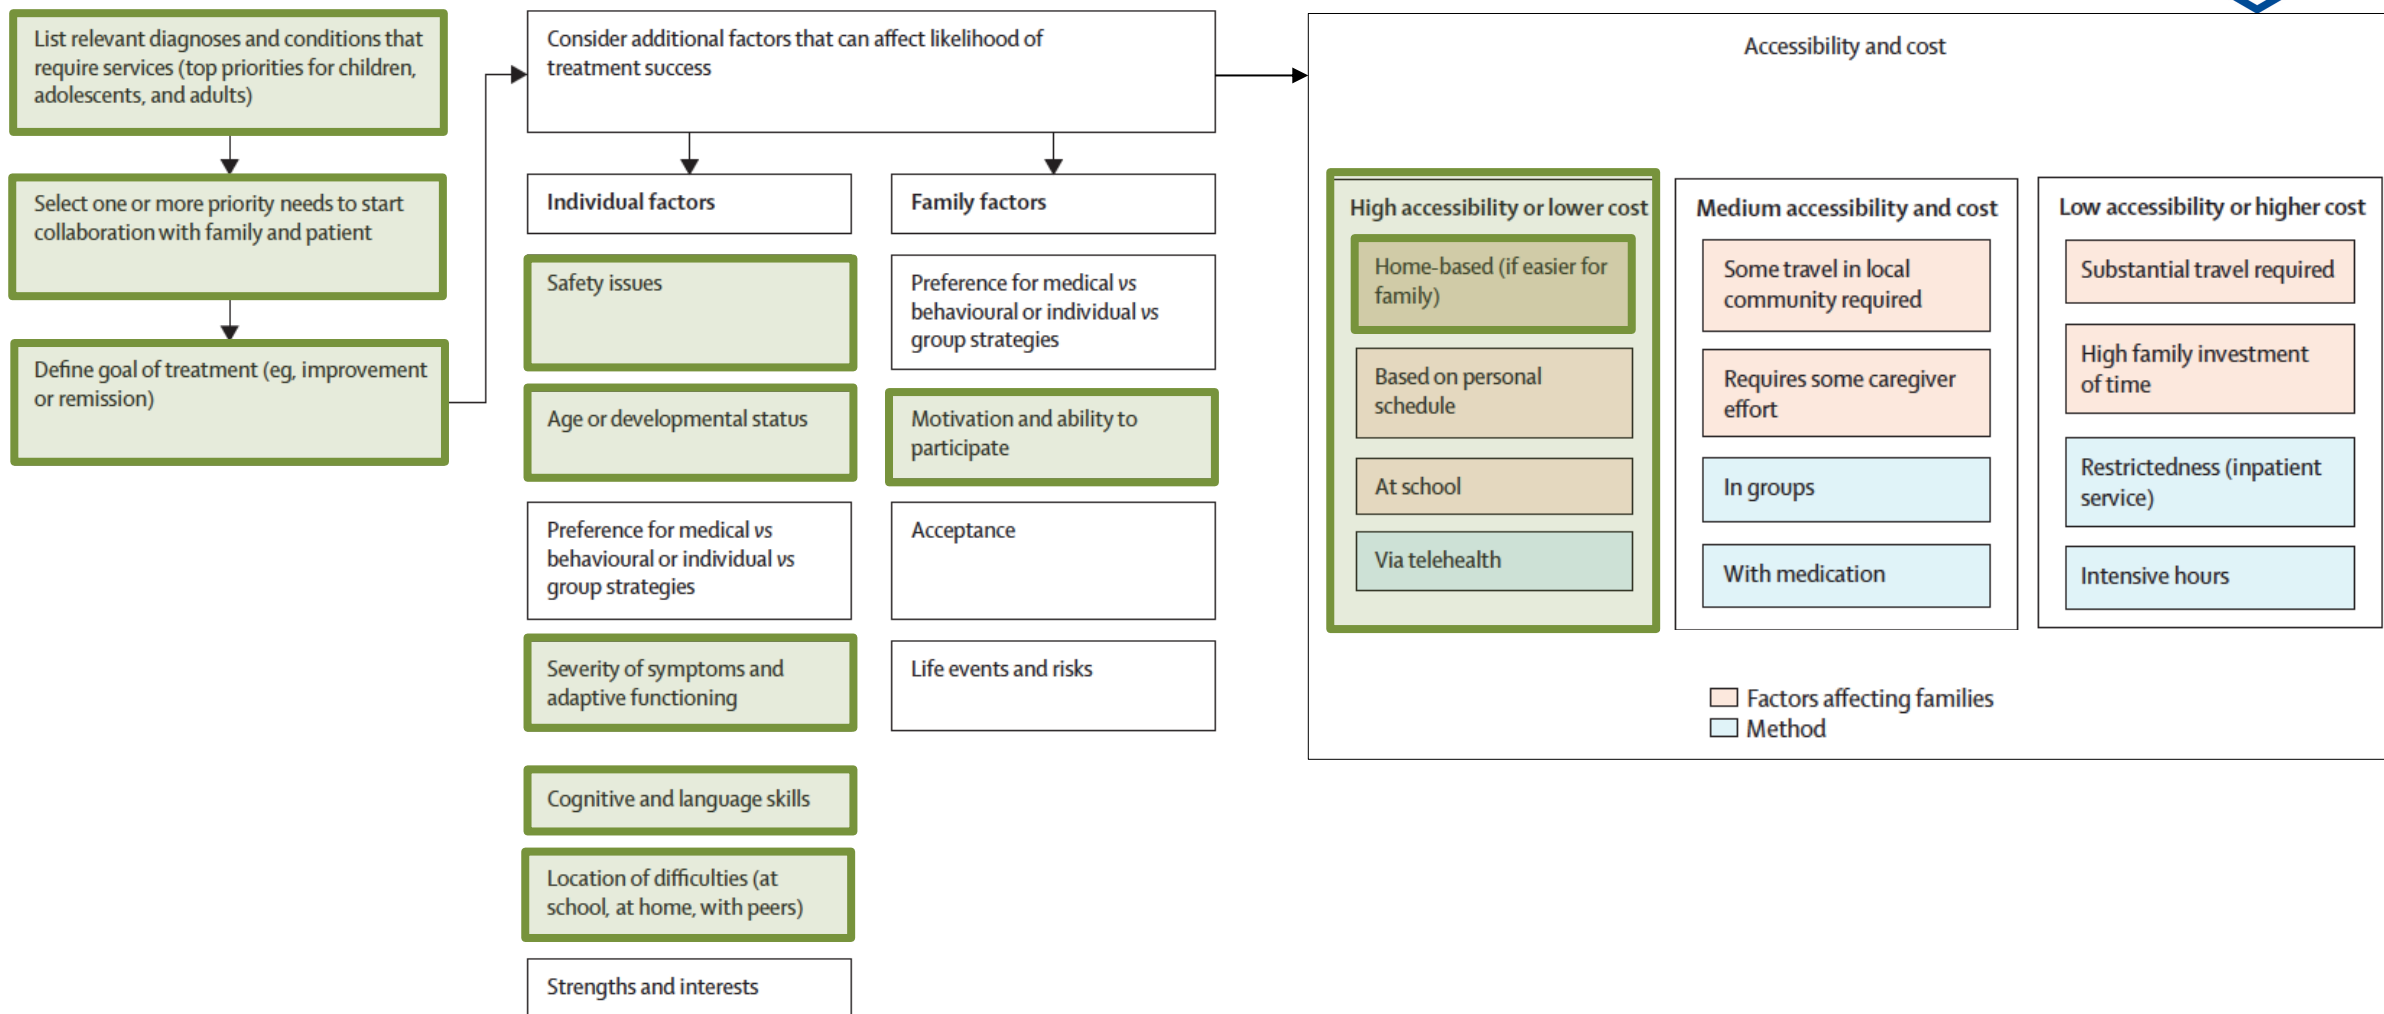 List relevant diagnoses and conditions that
require services (top priorities for children,
adolescents, and adults)
Select one or more priority needs to start
collaboration with family and patient
Define goal of treatment (eg, improvement
or remission)
Consider additional factors that can affect likelihood of
treatment success
Individual factors
Safety issues
Age or developmental status
Preference for medical vs
behavioural or individual vs
group strategies
Severity of symptoms and
adaptive functioning
Cognitive and language skills
Location of difficulties (at
school, at home, with peers)
Strengths and interests
Family factors
Preference for medical vs
behavioural or individual vs
group strategies
Motivation and ability to
participate
Acceptance
Life events and risks
Accessibility and cost
High accessibility or lower cost
Home-based (if easier for
family)
Based on personal
schedule
At school
Via telehealth
Medium accessibility and cost
Some travel in local
community required
Requires some caregiver
effort
In groups
With medication
Low accessibility or higher cost
Substantial travel required
High family investment
of time
Restrictedness (inpatient
service)
Intensive hours
Factors affecting families
Method